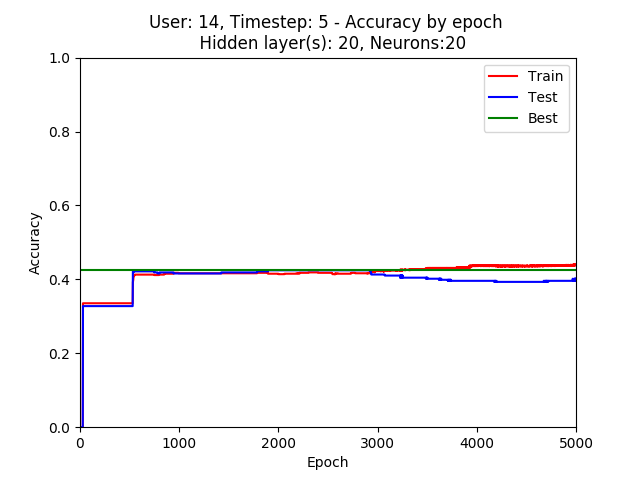 User: 14, Timestep: 5 - Accuracy by epoch
Hidden layer(s): 20, Neurons:20
1.0
0.8
0.6
0.4
0.2
0.0
Accuracy
Train
Test
Best
0
1000
2000
3000
4000
5000
Epoch